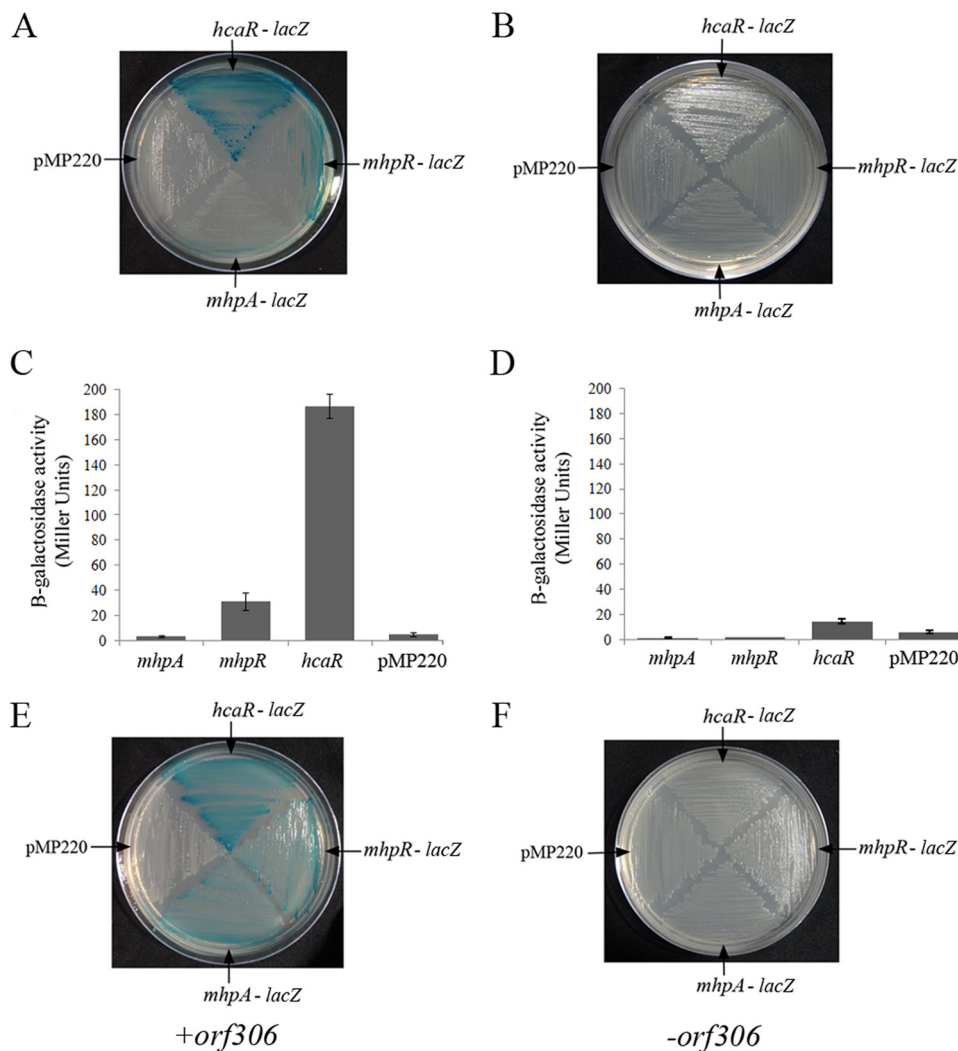 A
hcaR - lacZ
pMP220
mhpR - lacZ
mhpA - lacZ
B
hcaR - lacZ
pMP220
mhpR - lacZ
mhpA - lacZ
C
β-galactosidase activity
(Miller Units)
200
180
160
140
120
100
80
60
40
20
0
mhpA mhpR hcaR pMP220
D
β-galactosidase activity
(Miller Units)
200
180
160
140
120
100
80
60
40
20
0
mhpA mhpR hcaR pMP220
E
hcaR - lacZ
pMP220
mhpR - lacZ
mhpA - lacZ
+orf306
F
hcaR - lacZ
pMP220
mhpR - lacZ
mhpA - lacZ
-orf306